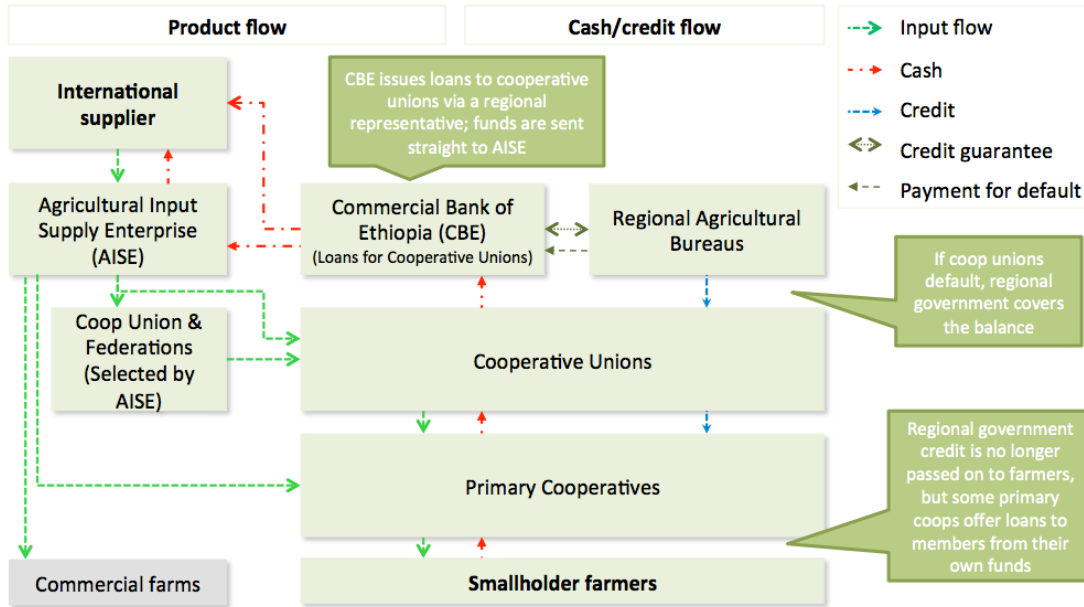 Product flow
Cash/credit flow
Input flow
Cash
Credit
Credit guarantee
Payment for default
International
supplier
CBE issues loans to cooperative
unions via a regional
representative; funds are sent
straight to AISE
Agricultural Input
Supply Enterprise
(AISE)
Commercial Bank of
Ethiopia (CBE)
(Loans for Cooperative Unions)
Regional Agricultural
Bureaus
If coop unions
default, regional
government covers
the balance
Coop Union &
Federations
(Selected by
AISE)
Cooperative Unions
Primary Cooperatives
Regional government
credit is no longer
passed on to farmers,
but some primary
coops offer loans to
members from their
own funds
Commercial farms
Smallholder farmers